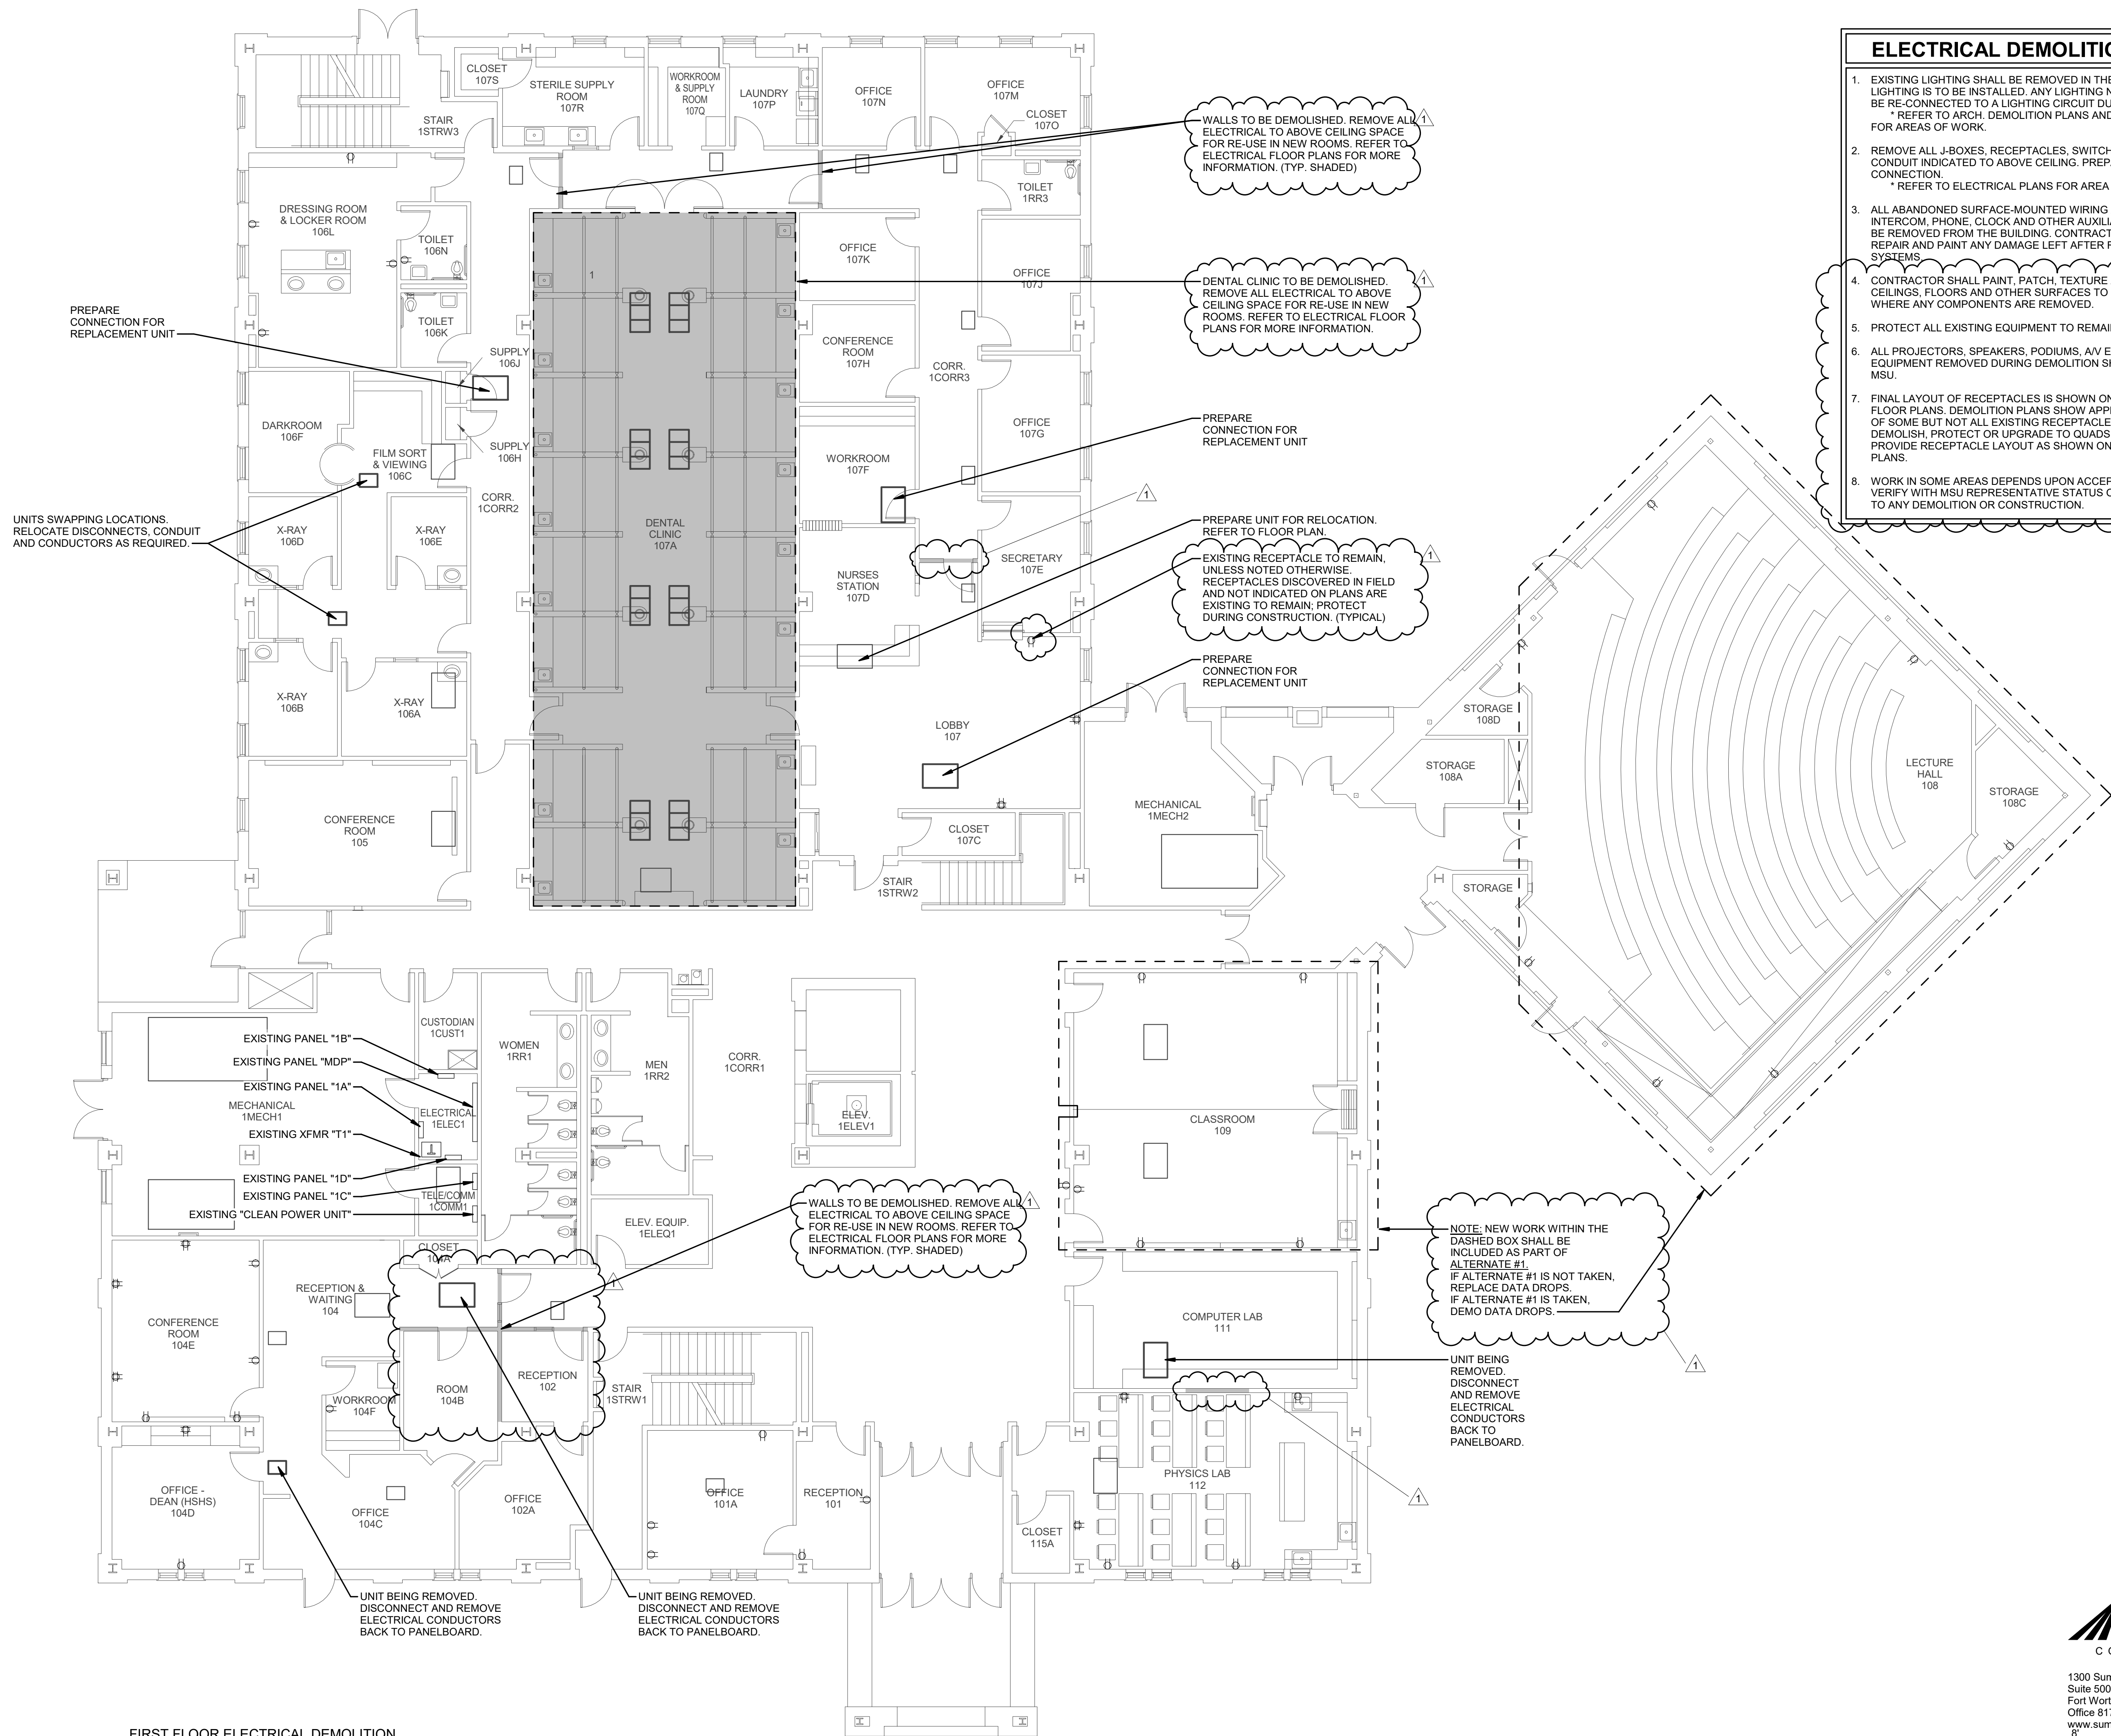 CLOSET
107S
STERILE SUPPLY
ROOM
107R
WORKROOM
& SUPPLY
ROOM
107Q
LAUNDRY
107P
OFFICE
107N
OFFICE
107M
CLOSET
107O
STAIR
1STRW3
TOILET
1RR3
DRESSING ROOM
& LOCKER ROOM
106L
TOILET
106N
TOILET
106K
1
OFFICE
107K
OFFICE
107J
CONFERENCE
ROOM
107H
CORR.
1CORR3
SUPPLY
106J
SUPPLY
106H
DARKROOM
106F
FILM SORT
& VIEWING
106C
CORR.
1CORR2
OFFICE
107G
WORKROOM
107F
X-RAY
106D
X-RAY
106E
DENTAL
CLINIC
107A
SECRETARY
107E
NURSES
STATION
107D
X-RAY
106B
X-RAY
106A
LOBBY
107
CONFERENCE
ROOM
105
CLOSET
107C
STAIR
1STRW2
MECHANICAL
1MECH2
STORAGE
108D
STORAGE
108A
STORAGE
LECTURE
HALL
108
STORAGE
108C
PREPARE
CONNECTION FOR
REPLACEMENT UNIT
UNITS SWAPPING LOCATIONS.
RELOCATE DISCONNECTS, CONDUIT
AND CONDUCTORS AS REQUIRED.
WALLS TO BE DEMOLISHED. REMOVE ALL
ELECTRICAL TO ABOVE CEILING SPACE
FOR RE-USE IN NEW ROOMS. REFER TO
ELECTRICAL FLOOR PLANS FOR MORE
INFORMATION. (TYP. SHADED)
1
DENTAL CLINIC TO BE DEMOLISHED.
REMOVE ALL ELECTRICAL TO ABOVE
CEILING SPACE FOR RE-USE IN NEW
ROOMS. REFER TO ELECTRICAL FLOOR
PLANS FOR MORE INFORMATION.
1
PREPARE
CONNECTION FOR
REPLACEMENT UNIT
1
PREPARE UNIT FOR RELOCATION.
REFER TO FLOOR PLAN.
EXISTING RECEPTACLE TO REMAIN,
UNLESS NOTED OTHERWISE.
RECEPTACLES DISCOVERED IN FIELD
AND NOT INDICATED ON PLANS ARE
EXISTING TO REMAIN; PROTECT
DURING CONSTRUCTION. (TYPICAL)
1
PREPARE
CONNECTION FOR
REPLACEMENT UNIT
ELECTRICAL DEMOLITIO
1. EXISTING LIGHTING SHALL BE REMOVED IN THE
LIGHTING IS TO BE INSTALLED. ANY LIGHTING N
BE RE-CONNECTED TO A LIGHTING CIRCUIT DU
* REFER TO ARCH. DEMOLITION PLANS AND
FOR AREAS OF WORK.
2. REMOVE ALL J-BOXES, RECEPTACLES, SWITCH
CONDUIT INDICATED TO ABOVE CEILING. PREP
CONNECTION.
* REFER TO ELECTRICAL PLANS FOR AREA
3. ALL ABANDONED SURFACE-MOUNTED WIRING
INTERCOM, PHONE, CLOCK AND OTHER AUXILI
BE REMOVED FROM THE BUILDING. CONTRACT
REPAIR AND PAINT ANY DAMAGE LEFT AFTER R
SYSTEMS.
4. CONTRACTOR SHALL PAINT, PATCH, TEXTURE
CEILINGS, FLOORS AND OTHER SURFACES TO
WHERE ANY COMPONENTS ARE REMOVED.
5. PROTECT ALL EXISTING EQUIPMENT TO REMAI
6. ALL PROJECTORS, SPEAKERS, PODIUMS, A/V E
EQUIPMENT REMOVED DURING DEMOLITION SH
MSU.
7. FINAL LAYOUT OF RECEPTACLES IS SHOWN ON
FLOOR PLANS. DEMOLITION PLANS SHOW APP
OF SOME BUT NOT ALL EXISTING RECEPTACLE
DEMOLISH, PROTECT OR UPGRADE TO QUADS
PROVIDE RECEPTACLE LAYOUT AS SHOWN ON
PLANS.
8. WORK IN SOME AREAS DEPENDS UPON ACCEP
VERIFY WITH MSU REPRESENTATIVE STATUS O
TO ANY DEMOLITION OR CONSTRUCTION.
EXISTING PANEL "1B"
EXISTING PANEL "MDP"
EXISTING PANEL "1A"
MECHANICAL
1MECH1
EXISTING XFMR "T1"
EXISTING PANEL "1D"
EXISTING PANEL "1C"
EXISTING "CLEAN POWER UNIT"
CUSTODIAN
1CUST1
ELECTRICAL
1ELEC1
TELE/COMM
1COMM1
WOMEN
1RR1
MEN
1RR2
CORR.
1CORR1
ELEV.
1ELEV1
ELEV. EQUIP.
1ELEQ1
CLASSROOM
109
WALLS TO BE DEMOLISHED. REMOVE ALL
ELECTRICAL TO ABOVE CEILING SPACE
FOR RE-USE IN NEW ROOMS. REFER TO
ELECTRICAL FLOOR PLANS FOR MORE
INFORMATION. (TYP. SHADED)
1
1
NOTE: NEW WORK WITHIN THE
DASHED BOX SHALL BE
INCLUDED AS PART OF
ALTERNATE #1.
IF ALTERNATE #1 IS NOT TAKEN,
REPLACE DATA DROPS.
IF ALTERNATE #1 IS TAKEN,
DEMO DATA DROPS.
1
UNIT BEING
REMOVED.
DISCONNECT
AND REMOVE
ELECTRICAL
CONDUCTORS
BACK TO
PANELBOARD.
1
CLOSET
104A
RECEPTION &
WAITING
104
CONFERENCE
ROOM
104E
WORKROOM
104F
ROOM
104B
RECEPTION
102
STAIR
1STRW1
COMPUTER LAB
111
OFFICE -
DEAN (HSHS)
104D
OFFICE
104C
OFFICE
102A
OFFICE
101A
RECEPTION
101
CLOSET
115A
PHYSICS LAB
112
UNIT BEING REMOVED.
DISCONNECT AND REMOVE
ELECTRICAL CONDUCTORS
BACK TO PANELBOARD.
UNIT BEING REMOVED.
DISCONNECT AND REMOVE
ELECTRICAL CONDUCTORS
BACK TO PANELBOARD.
FIRST FLOOR ELECTRICAL DEMOLITION
C O
1300 Sum
Suite 500
Fort Wort
Office 817
www.sum
8'